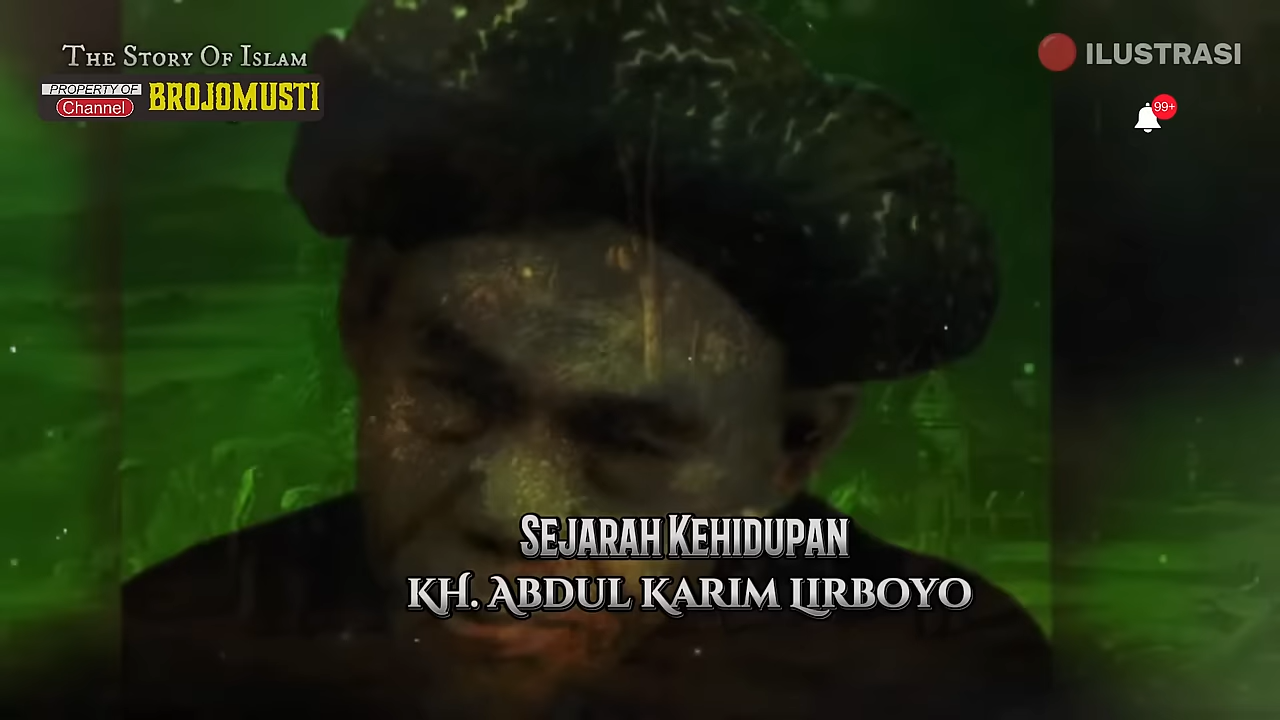 The Story Of Islam
PROPERTY OF
Channel
BROJOMUSTI
ILUSTRASI
99+
Sejarah Kehidupan
KH. Abdul Karim Lirboyo